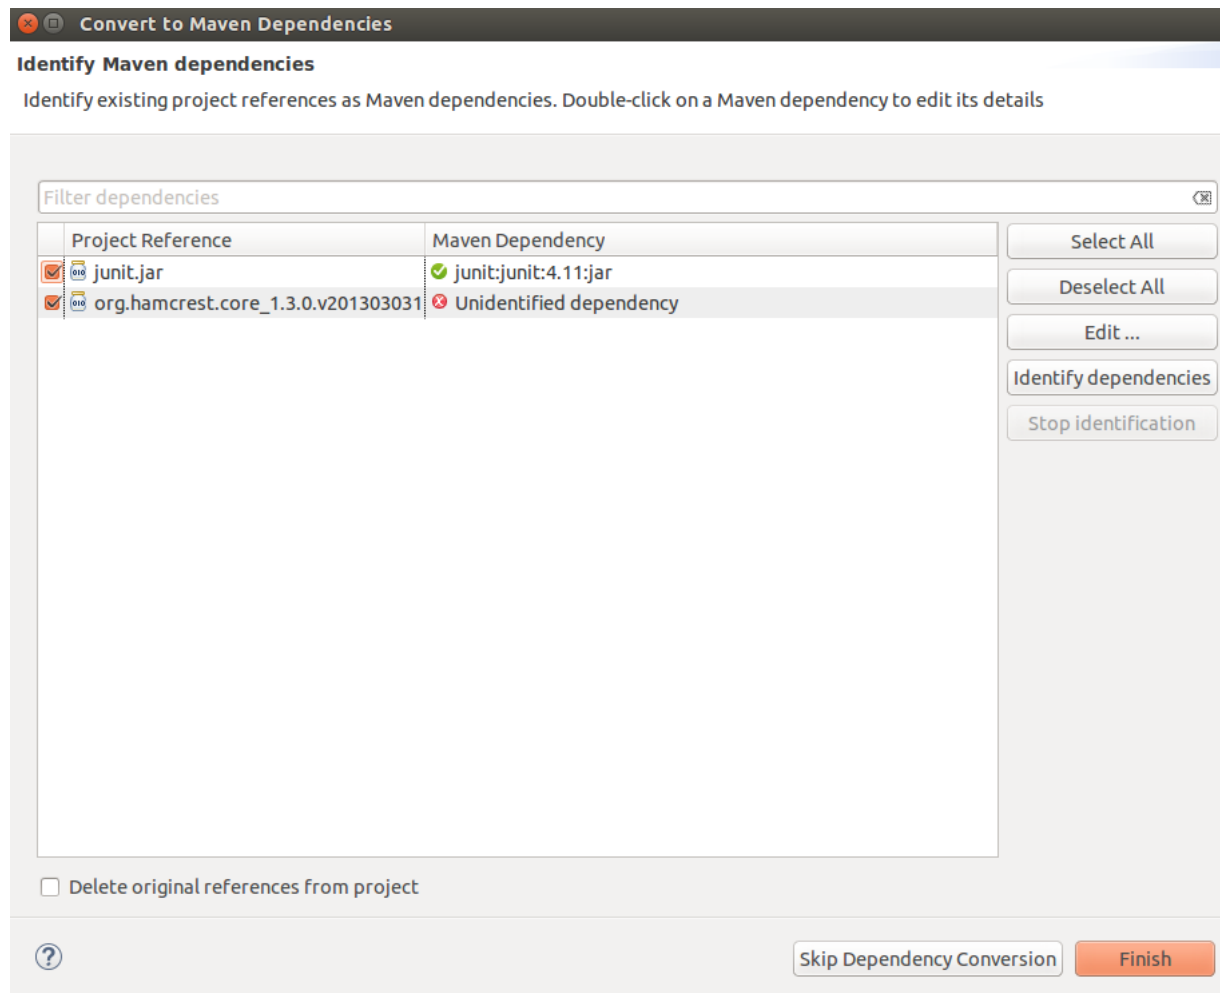 Convert to Maven Dependencies
Identify Maven dependencies
Identify existing project references as Maven dependencies. Double-click on a Maven dependency to edit its details
Filter dependencies
Project Reference Maven Dependency
Select All
junit.jar junit:junit:4.11:jar
Deselect All
org.hamcrest.core_1.3.0.v201303031 Unidentified dependency
Edit ...
Identify dependencies
Stop identification
Delete original references from project
Skip Dependency Conversion Finish